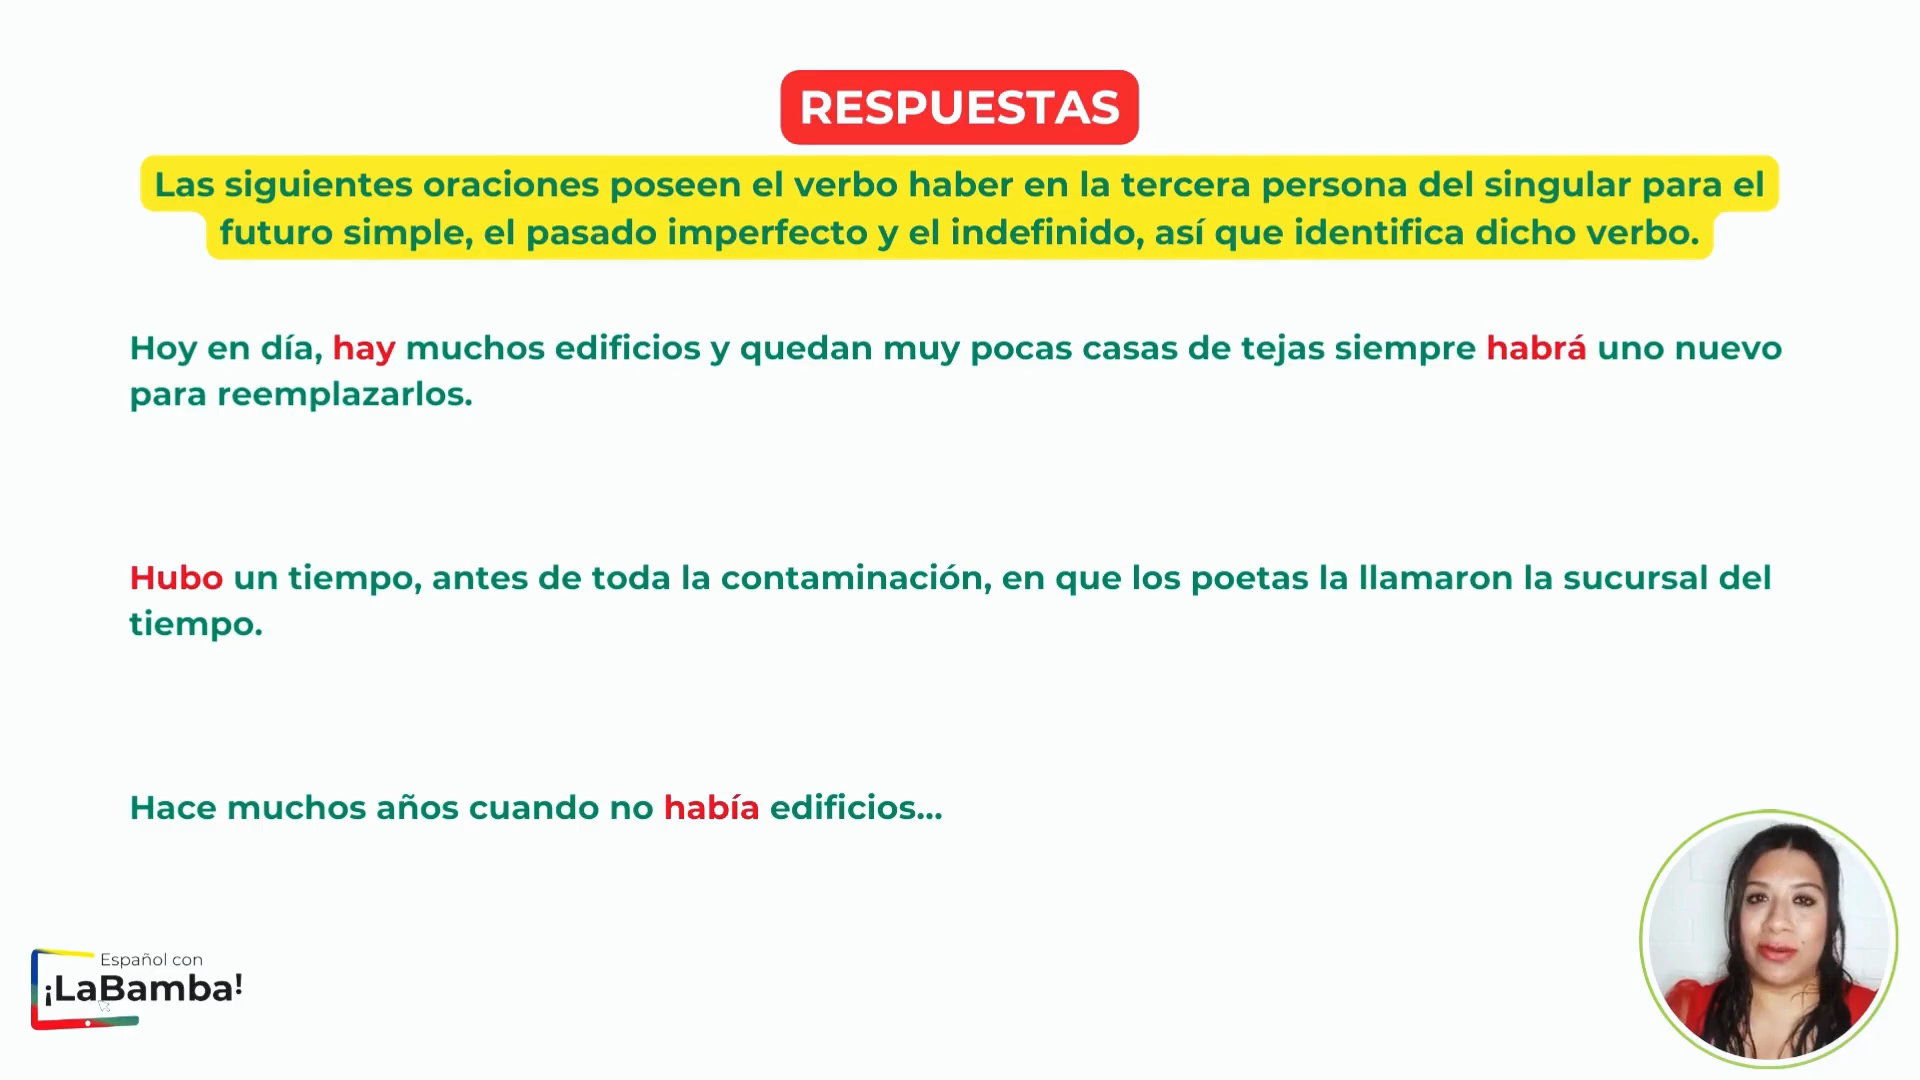 RESPUESTAS
Las siguientes oraciones poseen el verbo haber en la tercera persona del singular para el
futuro simple, el pasado imperfecto y el indefinido, así que identifica dicho verbo.
Hoy en día, hay muchos edificios y quedan muy pocas casas de tejas siempre habrá uno nuevo
para reemplazarlos.
Hubo un tiempo, antes de toda la contaminación, en que los poetas la llamaron la sucursal del
tiempo.
Hace muchos años cuando no había edificios...
Español con
¡LaBamba!